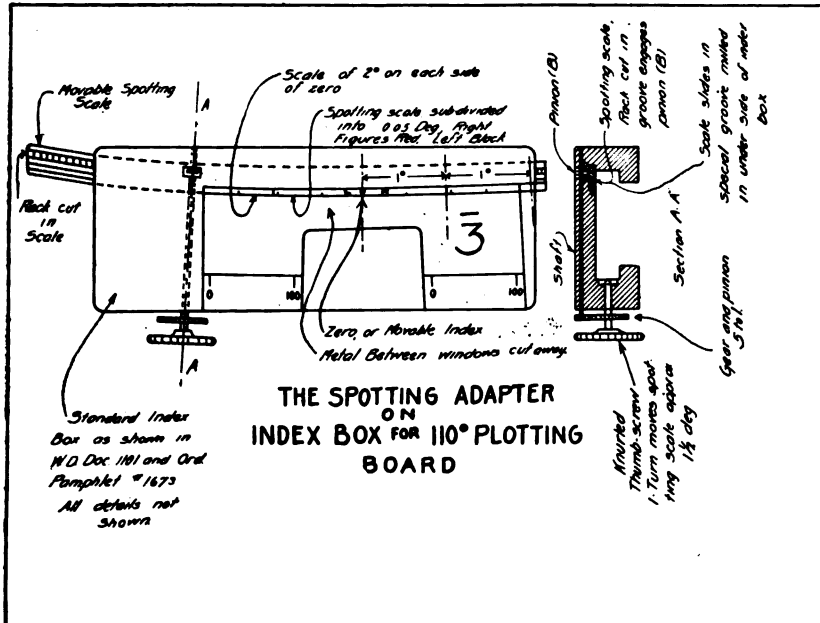 A
Movable Spotting
Scale
Scale of 2° on each side
of zero
Spotting scale subdivided
into 0.05 Deg. Right
Figures Red, Left Black
1°
1°
Rack cut
in
Scale
3
0
100
0
100
A
Zero, or Movable Index
Metal Between windows cut away.
Standard Index
Box as shown in
W.D. Doc 1101 and Ord.
Pamphlet #1673
All details not
shown
THE SPOTTING ADAPTER
ON
INDEX BOX FOR 110° PLOTTING
BOARD
Pinion (B)
Spotting scale,
Rack cut in
groove engages
pinion (B)
Scale slides in
special groove milled
in under side of index
box
Shaft
Section A.A
Gear and pinion
5 to 1.
Knurled
Thumb-screw
1-Turn moves spot
ting scale approx
1½ deg